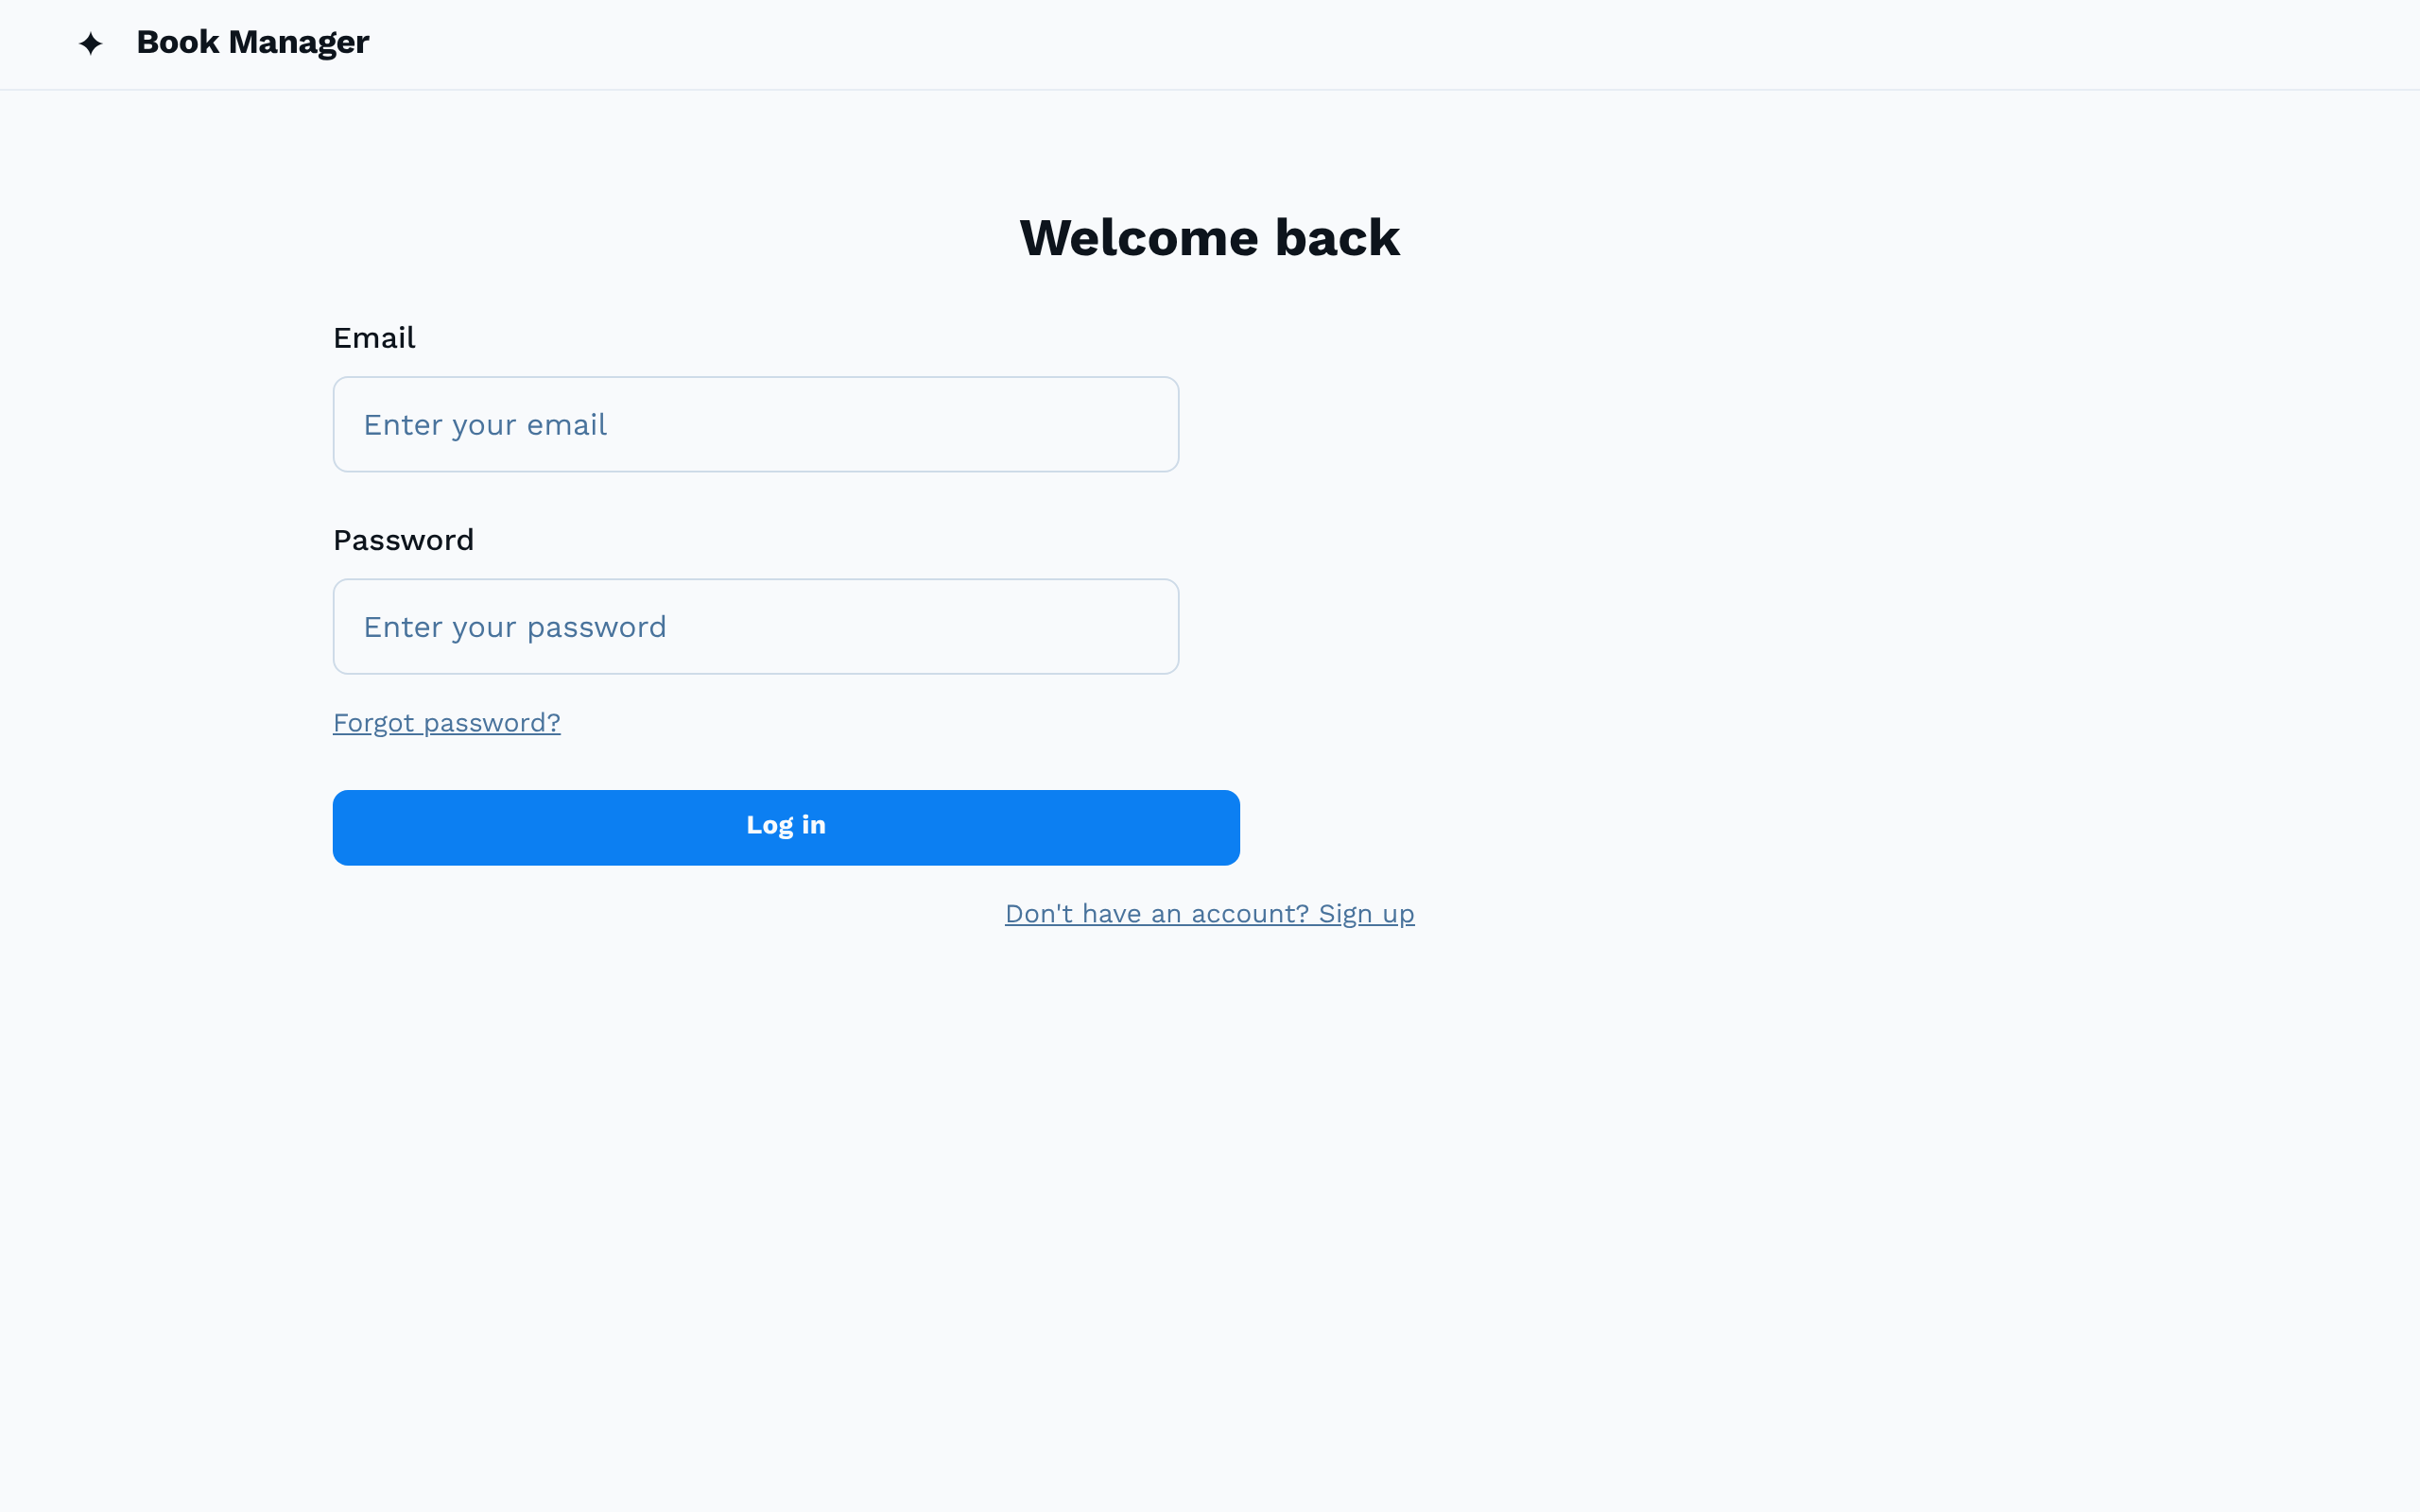 Book Manager
Welcome back
Email
Enter your email
Password
Enter your password
Forgot password?
Log in
Don't have an account? Sign up